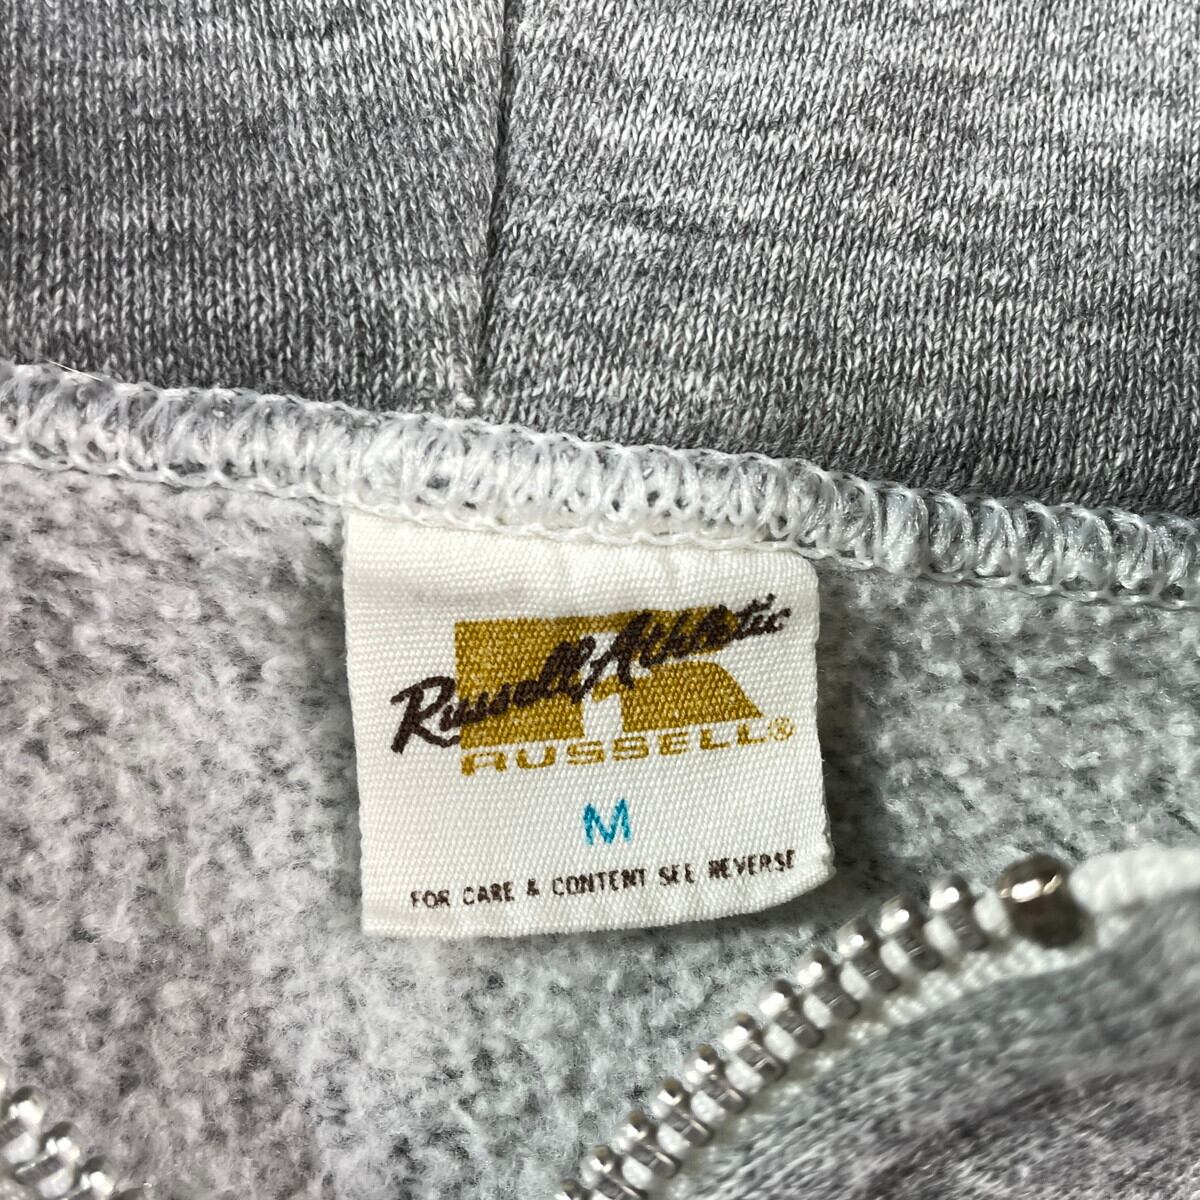 Russell Athletic
RUSSELL®
M
FOR CARE & CONTENT SEE REVERSE